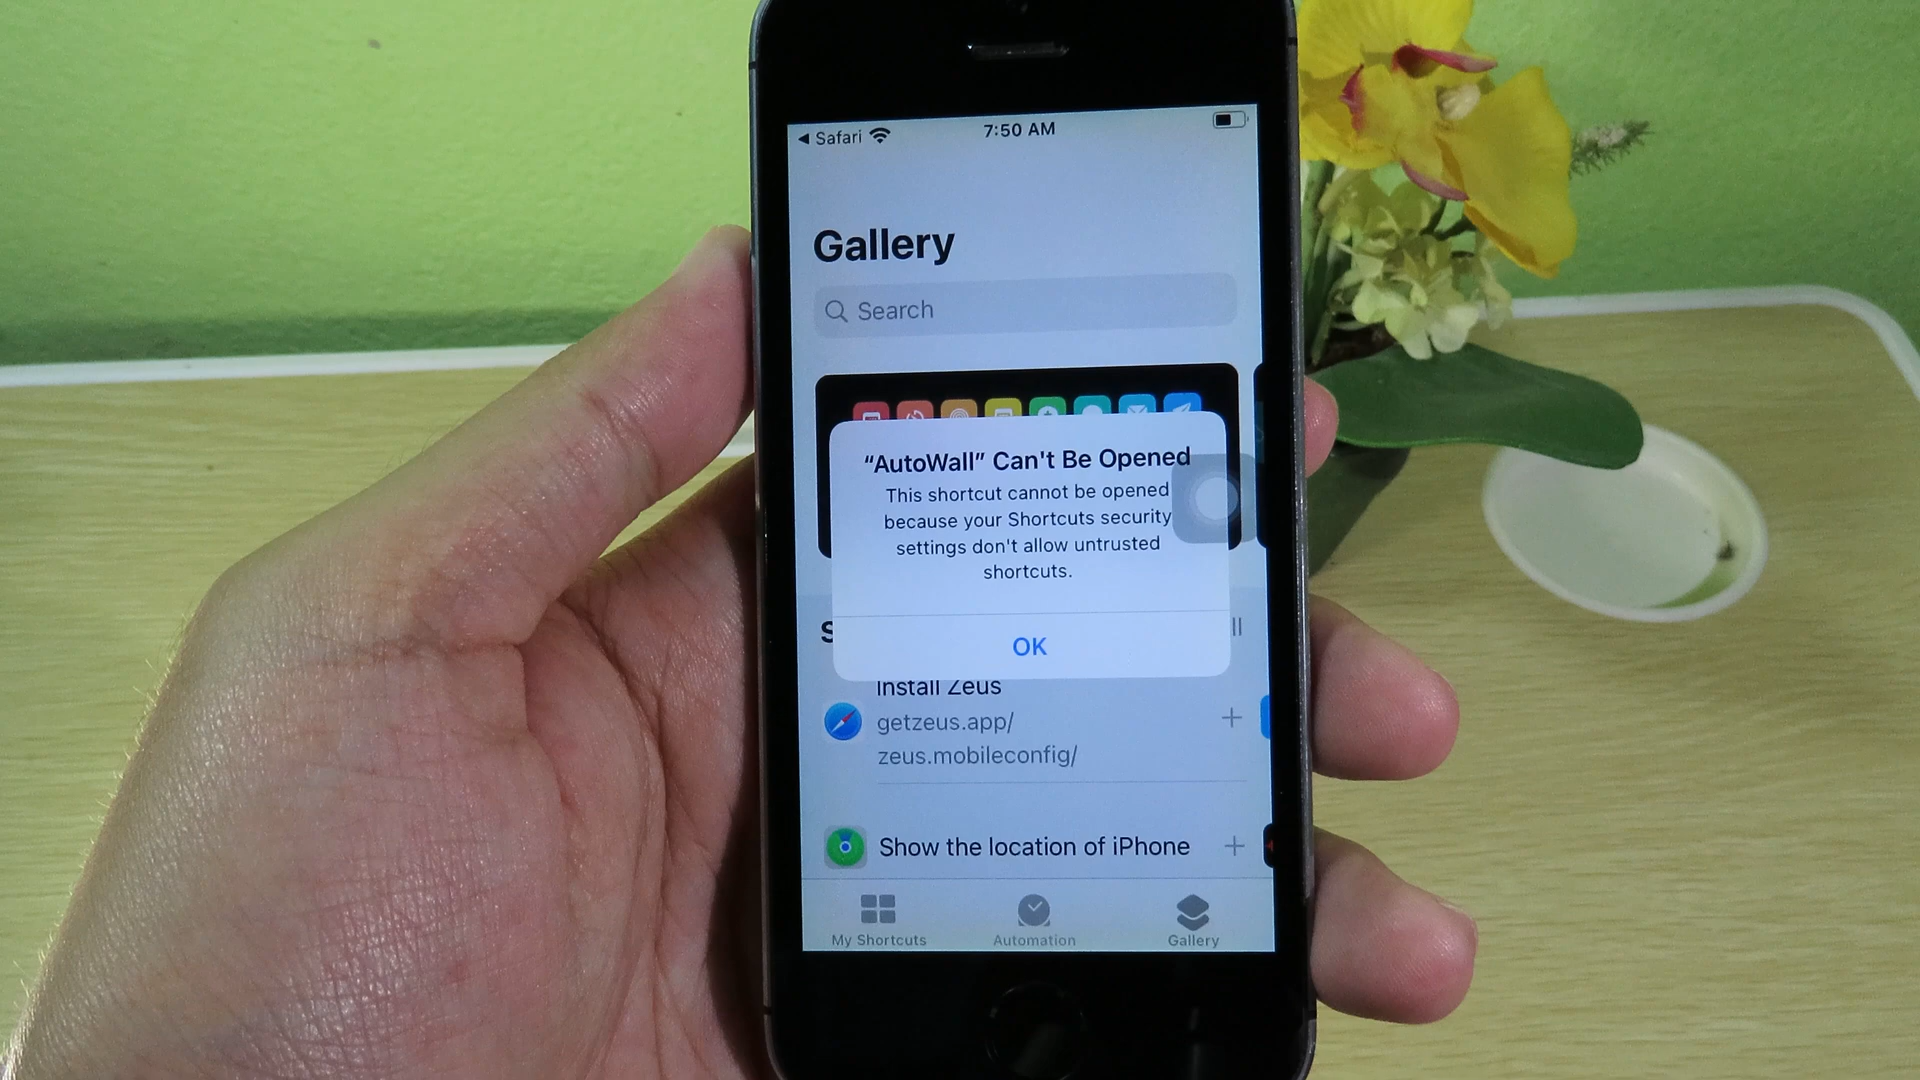 ◀ Safari 7:50 AM
Gallery
Search
“AutoWall” Can't Be Opened
This shortcut cannot be opened
because your Shortcuts security
settings don't allow untrusted
shortcuts.
OK
Install Zeus
getzeus.app/
zeus.mobileconfig/
Show the location of iPhone
My Shortcuts Automation Gallery